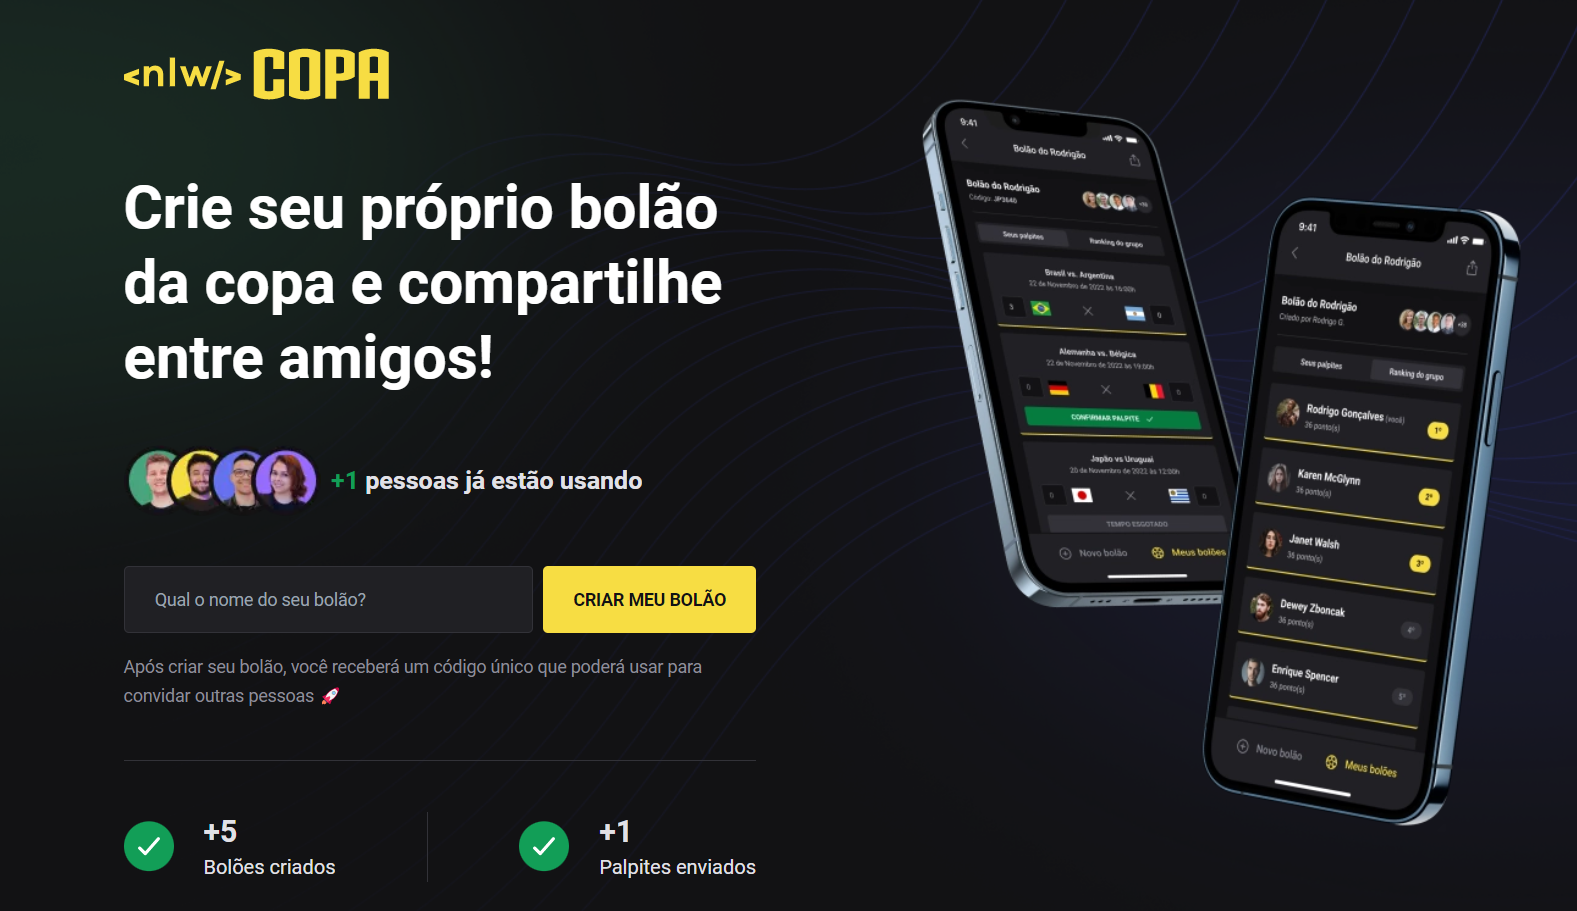 <nlw/> COPA
Crie seu próprio bolão
da copa e compartilhe
entre amigos!
+1 pessoas já estão usando
Qual o nome do seu bolão?
CRIAR MEU BOLÃO
Após criar seu bolão, você receberá um código único que poderá usar para
convidar outras pessoas 🚀
+5
Bolões criados
+1
Palpites enviados
9:41
Bolão do Rodrigão
Bolão do Rodrigão
Código: JP3646
Seus palpites
Ranking do grupo
Brasil vs. Argentina
22 de Novembro de 2022 às 16:00h
3
0
Alemanha vs. Bélgica
22 de Novembro de 2022 às 19:00h
0
0
CONFIRMAR PALPITE
Japão vs Uruguai
20 de Novembro de 2022 às 12:00h
0
0
TEMPO ESGOTADO
Novo bolão
Meus bolões
9:41
Bolão do Rodrigão
Bolão do Rodrigão
Criado por Rodrigo G.
+28
Seus palpites
Ranking do grupo
Rodrigo Gonçalves (você)
36 ponto(s)
1º
Karen McGlynn
36 ponto(s)
2º
Janet Walsh
36 ponto(s)
3º
Dewey Zboncak
36 ponto(s)
4º
Enrique Spencer
36 ponto(s)
5º
Novo bolão
Meus bolões